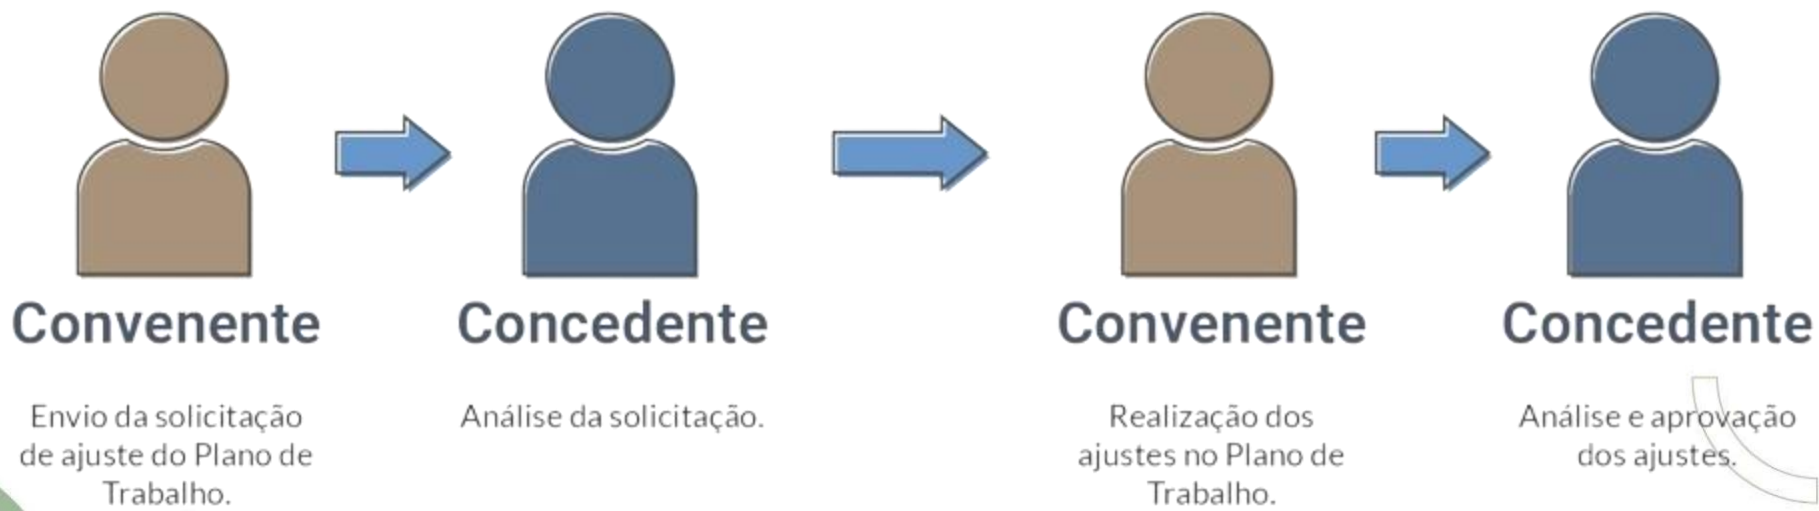 Convenente
Envio da solicitação
de ajuste do Plano de
Trabalho.
Concedente
Análise da solicitação.
Convenente
Realização dos
ajustes no Plano de
Trabalho.
Concedente
Análise e aprovação
dos ajustes.